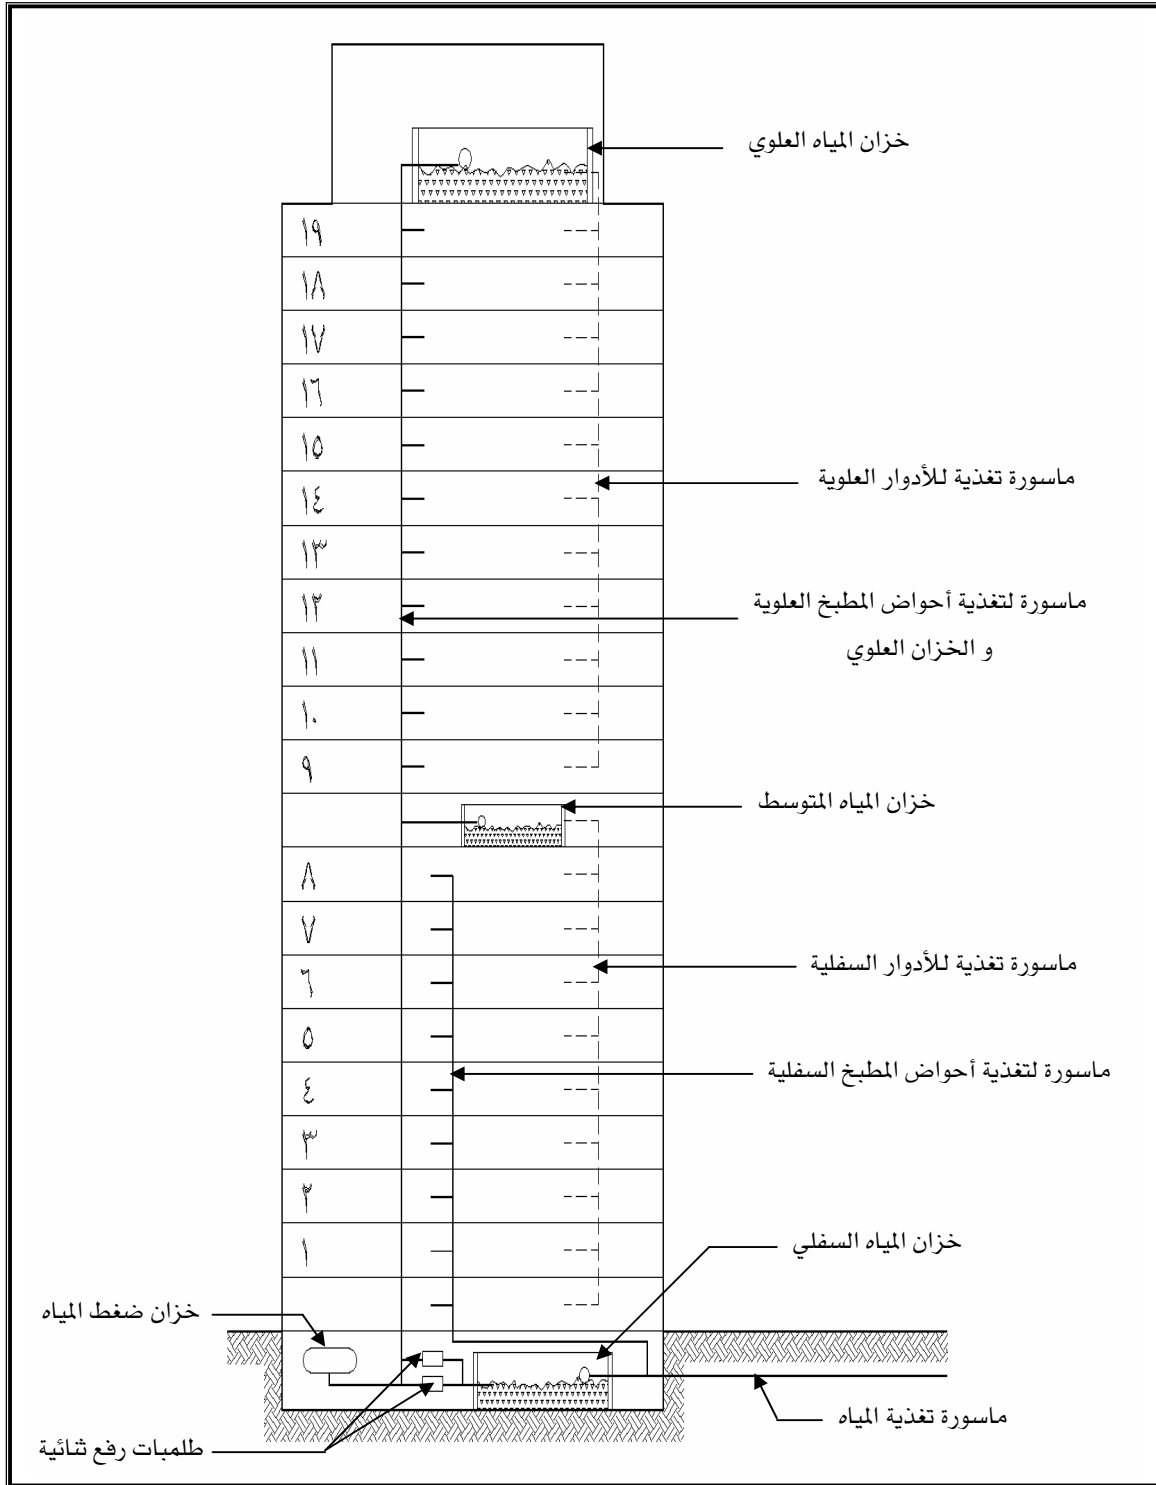 خزان المياه العلوي
١٩
١٨
١٧
١٦
١٥
ماسورة تغذية للأدوار العلوية
١٤
١٣
١٢
ماسورة لتغذية أحواض المطبخ العلوية
و الخزان العلوي
١١
١٠
٩
خزان المياه المتوسط
٨
٧
ماسورة تغذية للأدوار السفلية
٦
٥
ماسورة لتغذية أحواض المطبخ السفلية
٤
٣
٢
خزان المياه السفلي
١
خزان ضغط المياه
ماسورة تغذية المياه
طلمبات رفع ثنائية